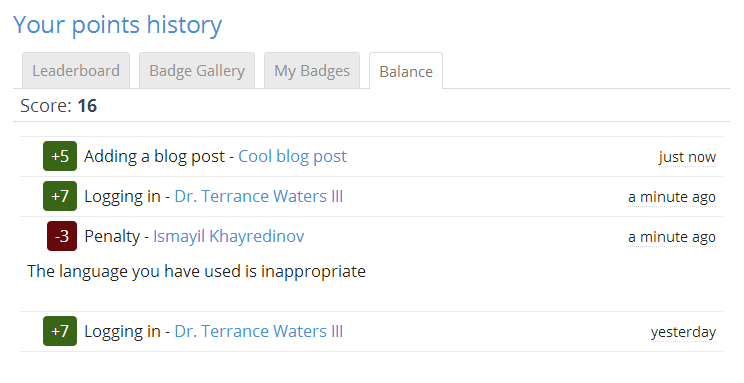 Your points history
Leaderboard Badge Gallery My Badges Balance
Score: 16
+5 Adding a blog post - Cool blog post just now
+7 Logging in - Dr. Terrance Waters III a minute ago
-3 Penalty - Ismayil Khayredinov a minute ago
The language you have used is inappropriate
+7 Logging in - Dr. Terrance Waters III yesterday